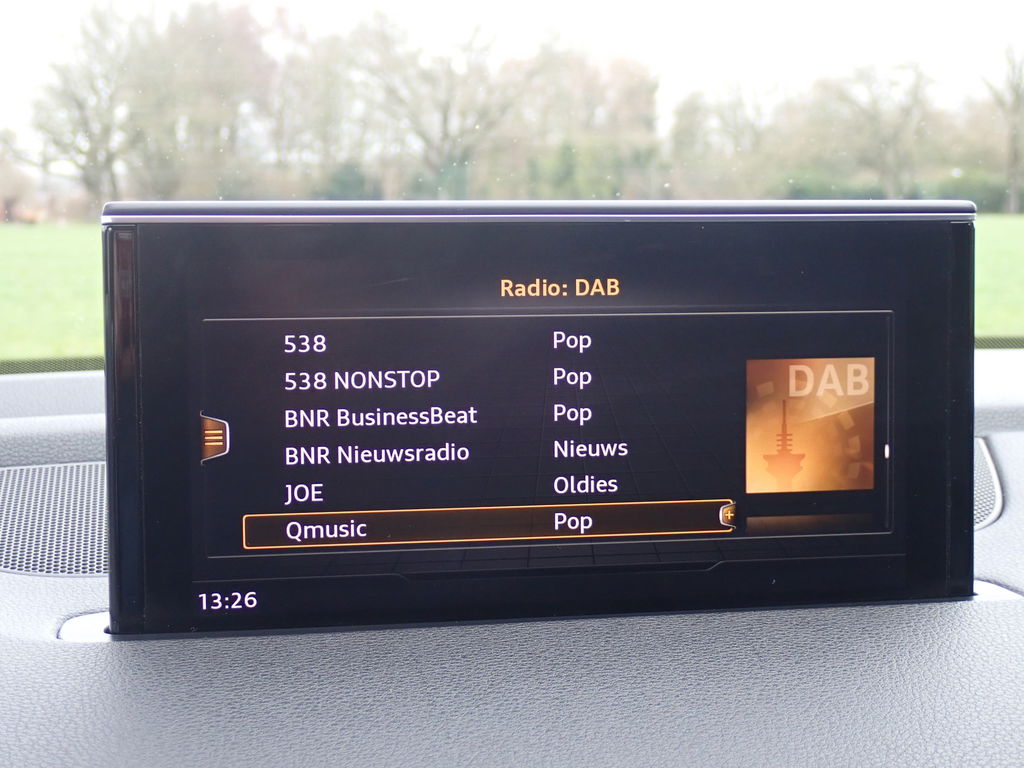 Radio: DAB
538 Pop
538 NONSTOP Pop
BNR BusinessBeat Pop
BNR Nieuwsradio Nieuws
JOE Oldies
Qmusic Pop
DAB
13:26